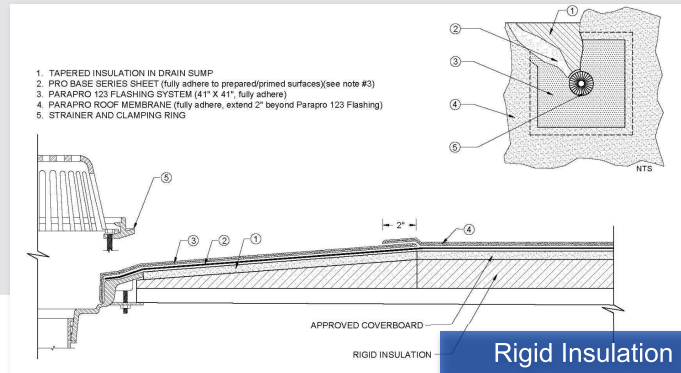 1. TAPERED INSULATION IN DRAIN SUMP
2. PRO BASE SERIES SHEET (fully adhere to prepared/primed surfaces)(see note #3)
3. PARAPRO 123 FLASHING SYSTEM (41" X 41", fully adhere)
4. PARAPRO ROOF MEMBRANE (fully adhere, extend 2" beyond Parapro 123 Flashing)
5. STRAINER AND CLAMPING RING
1
2
3
4
5
NTS
5
3
2
1
2"
4
APPROVED COVERBOARD
RIGID INSULATION
Rigid Insulation